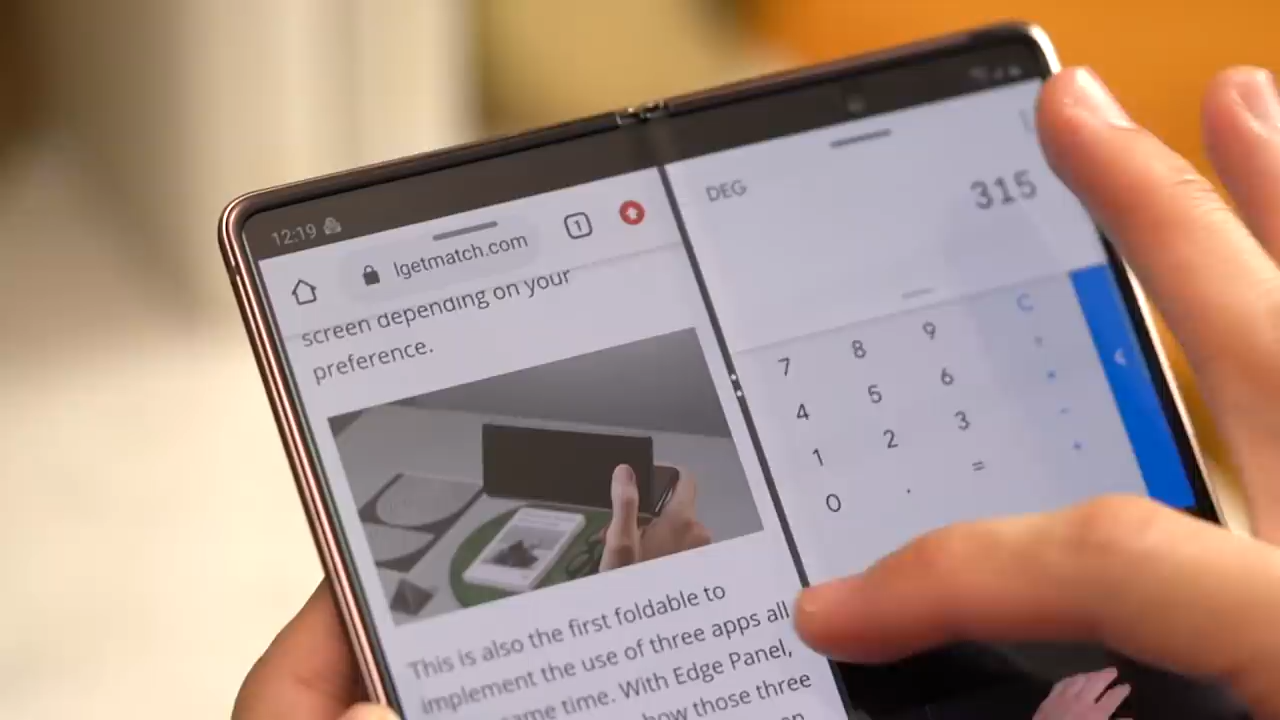 12:19
lgetmatch.com
1
screen depending on your
preference.
This is also the first foldable to
implement the use of three apps all
ame time. With Edge Panel,
how those three
DEG
315
7 8 9 C
4 5 6
1 2 3
0 . =